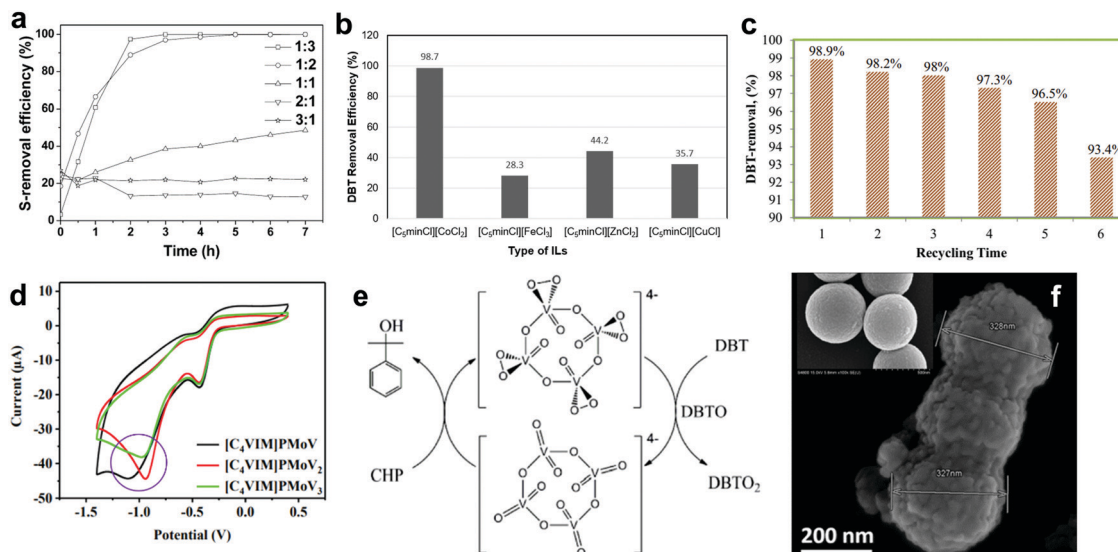 a
S-removal efficiency (%)
100
80
60
40
20
0
1:3
1:2
1:1
2:1
3:1
0 1 2 3 4 5 6 7
Time (h)
b
DBT Removal Efficiency (%)
120
100
80
60
40
20
0
98.7
28.3
44.2
35.7
[C5minCl][CoCl2] [C5minCl][FeCl3] [C5minCl][ZnCl2] [C5minCl][CuCl]
Type of ILs
c
DBT-removal, (%)
99
98
97
96
95
94
93
92
91
90
98.9%
98.2%
98%
97.3%
96.5%
93.4%
1 2 3 4 5 6
Recycling Time
d
Current (μA)
10
0
-10
-20
-30
-40
-50
[C4VIM]PMoV
[C4VIM]PMoV2
[C4VIM]PMoV3
-1.5 -1.0 -0.5 0.0 0.5
Potential (V)
e
OH
CHP
4-
O O
O O
V
O
V O
O V
V
O
O O
4-
O
V
O
DBT
DBTO
DBTO2
f
328nm
327nm
200 nm